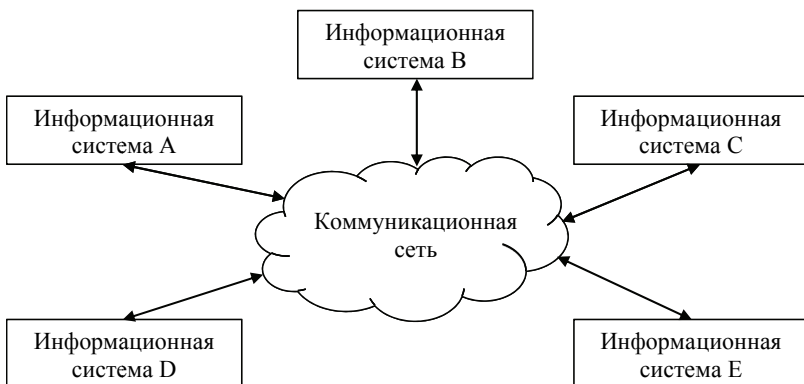 Информационная
система B
Информационная
система A
Информационная
система C
Коммуникационная
сеть
Информационная
система D
Информационная
система E